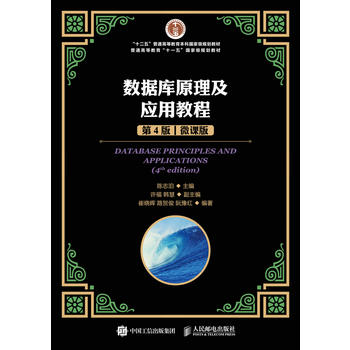 “十二五”普通高等教育本科国家级规划教材
普通高等教育“十一五”国家级规划教材
数据库原理及
应用教程
第4版 微课版
DATABASE PRINCIPLES AND
APPLICATIONS
(4th edition)
陈志泊 ◆ 主编
许福 韩慧 ◆ 副主编
崔晓晖 路贺俊 阮豫红 ◆ 编著
中国工信出版集团
人民邮电出版社
POSTS & TELECOM PRESS